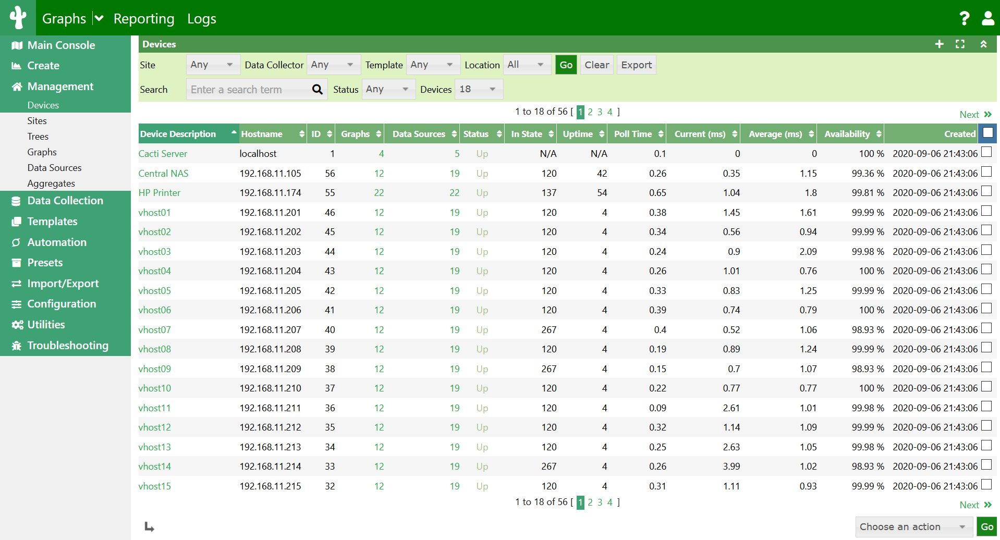 Graphs Reporting Logs
Main Console
Create
Management
Devices
Sites
Trees
Graphs
Data Sources
Aggregates
Data Collection
Templates
Automation
Presets
Import/Export
Configuration
Utilities
Troubleshooting
Devices
Site Any Data Collector Any Template Any Location All Go Clear Export
Search Enter a search term Status Any Devices 18
1 to 18 of 56 [ 1 2 3 4 ] Next
Device Description Hostname ID Graphs Data Sources Status In State Uptime Poll Time Current (ms) Average (ms) Availability Created
Cacti Server localhost 1 4 5 Up N/A N/A 0.1 0 0 100 % 2020-09-06 21:43:06
Central NAS 192.168.11.105 56 12 19 Up 120 42 0.26 0.35 1.15 99.36 % 2020-09-06 21:43:06
HP Printer 192.168.11.174 55 22 22 Up 137 54 0.65 1.04 1.8 99.81 % 2020-09-06 21:43:06
vhost01 192.168.11.201 46 12 19 Up 120 4 0.38 1.45 1.61 99.99 % 2020-09-06 21:43:06
vhost02 192.168.11.202 45 12 19 Up 120 4 0.34 0.56 0.94 99.99 % 2020-09-06 21:43:06
vhost03 192.168.11.203 44 12 19 Up 120 4 0.24 0.9 2.09 99.98 % 2020-09-06 21:43:06
vhost04 192.168.11.204 43 12 19 Up 120 4 0.26 1.01 0.76 100 % 2020-09-06 21:43:06
vhost05 192.168.11.205 42 12 19 Up 120 4 0.33 0.83 1.25 99.99 % 2020-09-06 21:43:06
vhost06 192.168.11.206 41 12 19 Up 120 4 0.39 0.74 0.79 100 % 2020-09-06 21:43:06
vhost07 192.168.11.207 40 12 19 Up 267 4 0.4 0.52 1.06 98.93 % 2020-09-06 21:43:06
vhost08 192.168.11.208 39 12 19 Up 120 4 0.19 0.89 1.24 99.99 % 2020-09-06 21:43:06
vhost09 192.168.11.209 38 12 19 Up 267 4 0.15 0.7 1.07 98.93 % 2020-09-06 21:43:06
vhost10 192.168.11.210 37 12 19 Up 120 4 0.22 0.77 0.77 100 % 2020-09-06 21:43:06
vhost11 192.168.11.211 36 12 19 Up 120 4 0.09 2.61 1.01 99.98 % 2020-09-06 21:43:06
vhost12 192.168.11.212 35 12 19 Up 120 4 0.32 1.14 1.09 99.99 % 2020-09-06 21:43:06
vhost13 192.168.11.213 34 12 19 Up 120 4 0.25 2.63 1.05 99.98 % 2020-09-06 21:43:06
vhost14 192.168.11.214 33 12 19 Up 267 4 0.26 3.99 1.02 98.93 % 2020-09-06 21:43:06
vhost15 192.168.11.215 32 12 19 Up 120 4 0.31 1.11 0.93 99.99 % 2020-09-06 21:43:06
1 to 18 of 56 [ 1 2 3 4 ] Next
Choose an action Go